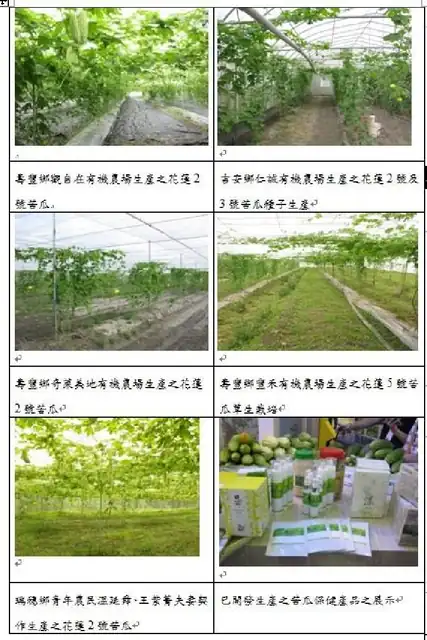 壽豐鄉觀自在有機農場生產之花蓮2
號苦瓜。
吉安鄉仁誠有機農場生產之花蓮2號及
3號苦瓜種子生產
壽豐鄉奇萊美地有機農場生產之花蓮
2號苦瓜
壽豐鄉豐禾有機農場生產之花蓮5號苦
瓜草生栽培
瑞穗鄉青年農民溫延舜、王紫菁夫妻契
作生產之花蓮2號苦瓜
已開發生產之苦瓜保健產品之展示